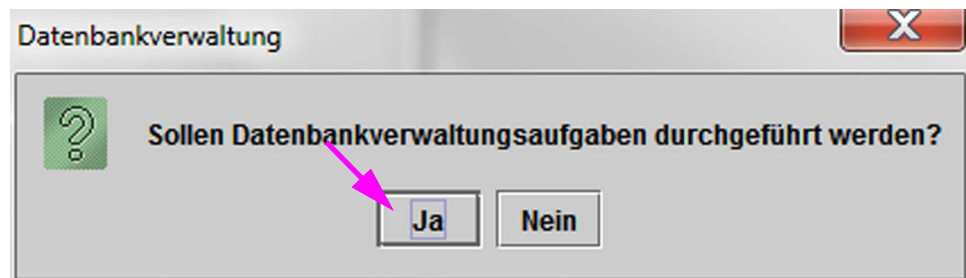 Datenbankverwaltung
Sollen Datenbankverwaltungsaufgaben durchgeführt werden?
Ja Nein